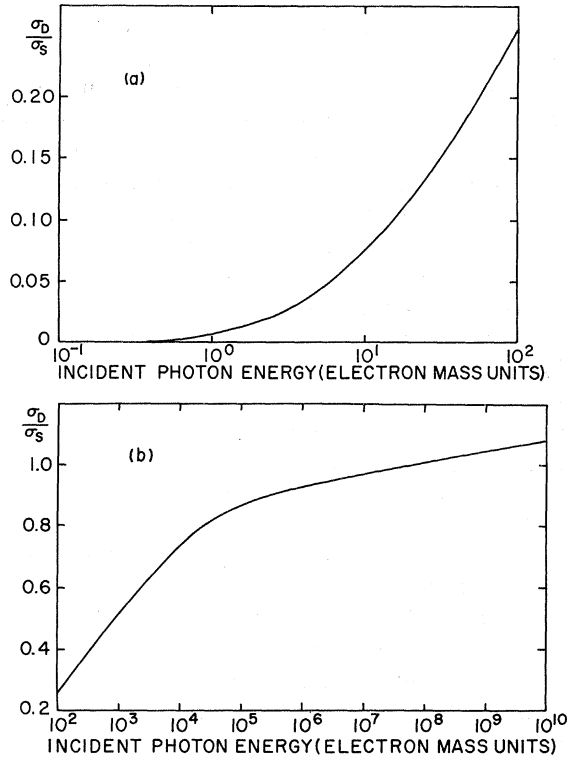 σD
σS
(a)
0.20
0.15
0.10
0.05
0
10⁻¹ 10⁰ 10¹ 10²
INCIDENT PHOTON ENERGY (ELECTRON MASS UNITS)
σD
σS
(b)
1.0
0.8
0.6
0.4
0.2
10² 10³ 10⁴ 10⁵ 10⁶ 10⁷ 10⁸ 10⁹ 10¹⁰
INCIDENT PHOTON ENERGY (ELECTRON MASS UNITS)